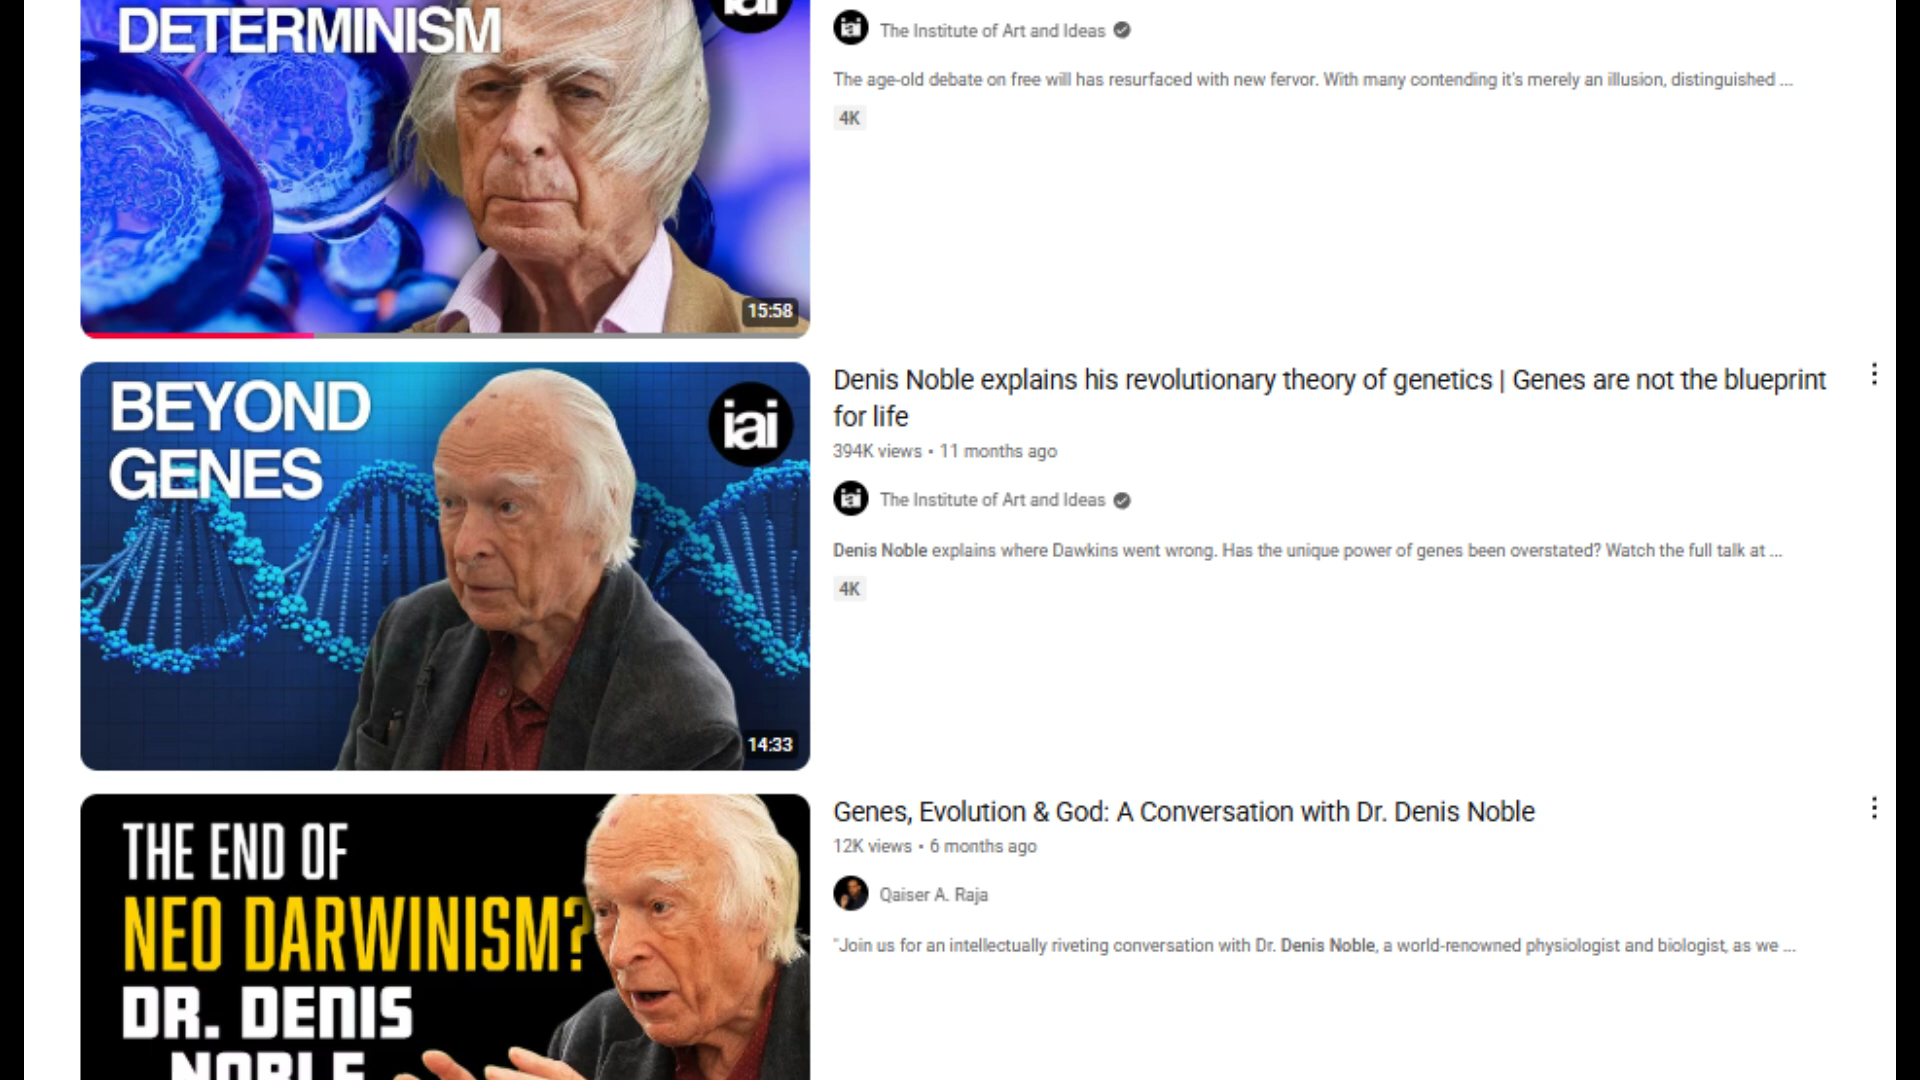 DETERMINISM
iai
15:58
iai The Institute of Art and Ideas
The age-old debate on free will has resurfaced with new fervor. With many contending it's merely an illusion, distinguished ...
4K
BEYOND
GENES
iai
14:33
Denis Noble explains his revolutionary theory of genetics | Genes are not the blueprint
for life
394K views • 11 months ago
iai The Institute of Art and Ideas
Denis Noble explains where Dawkins went wrong. Has the unique power of genes been overstated? Watch the full talk at ...
4K
THE END OF
NEO DARWINISM?
DR. DENIS
NOBLE
Genes, Evolution & God: A Conversation with Dr. Denis Noble
12K views • 6 months ago
Qaiser A. Raja
"Join us for an intellectually riveting conversation with Dr. Denis Noble, a world-renowned physiologist and biologist, as we ...